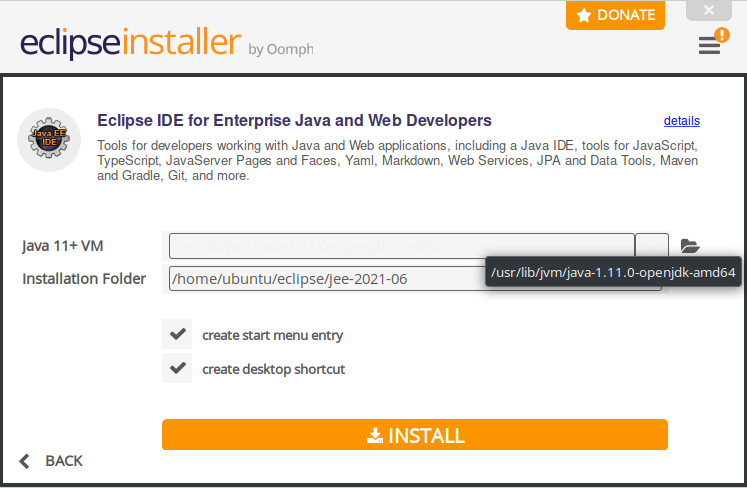 DONATE
eclipseinstaller by Oomph
Java EE
IDE
Eclipse IDE for Enterprise Java and Web Developers
details
Tools for developers working with Java and Web applications, including a Java IDE, tools for JavaScript,
TypeScript, JavaServer Pages and Faces, Yaml, Markdown, Web Services, JPA and Data Tools, Maven
and Gradle, Git, and more.
Java 11+ VM
/usr/lib/jvm/java-1.11.0-openjdk-amd64
Installation Folder
/home/ubuntu/eclipse/jee-2021-06
create start menu entry
create desktop shortcut
INSTALL
BACK